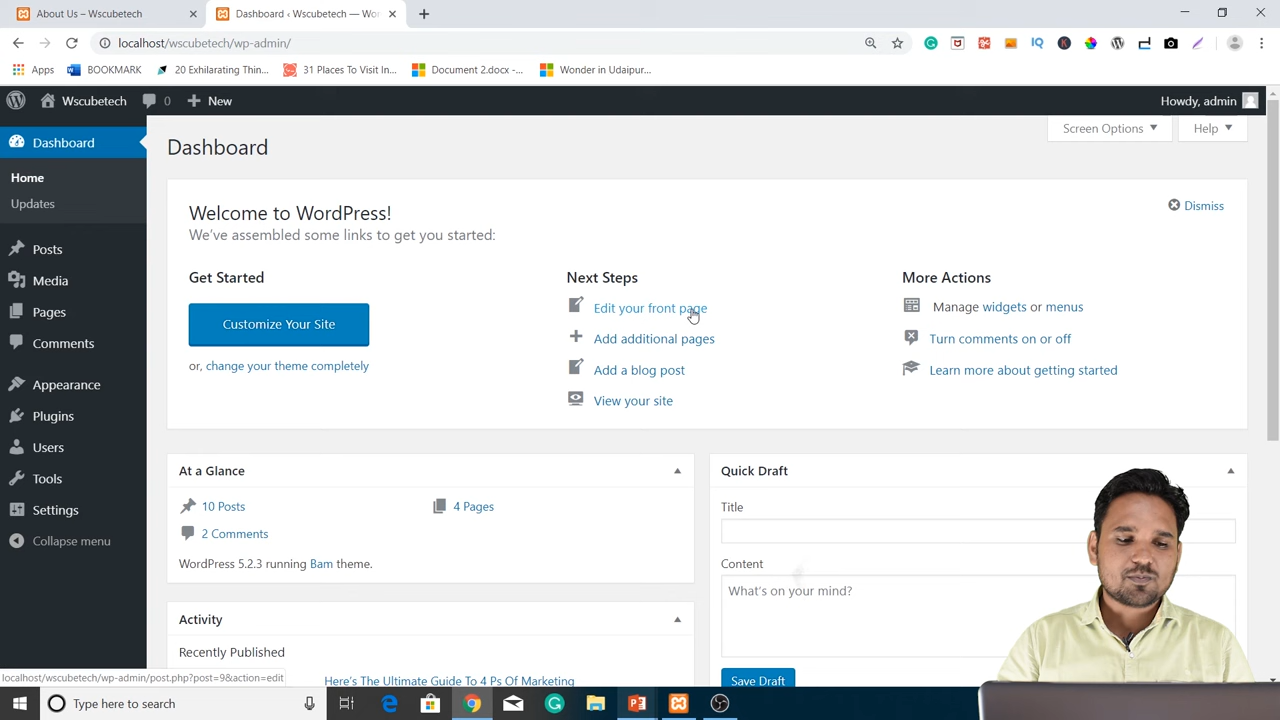 About Us – Wscubetech
Dashboard ‹ Wscubetech — Wor
localhost/wscubetech/wp-admin/
Apps
BOOKMARK
20 Exhilarating Thin...
31 Places To Visit In...
Document 2.docx -...
Wonder in Udaipur...
Wscubetech
0
New
Howdy, admin
Dashboard
Home
Updates
Posts
Media
Pages
Comments
Appearance
Plugins
Users
Tools
Settings
Collapse menu
Dashboard
Screen Options
Help
Welcome to WordPress!
We've assembled some links to get you started:
Dismiss
Get Started
Customize Your Site
or, change your theme completely
Next Steps
Edit your front page
Add additional pages
Add a blog post
View your site
More Actions
Manage widgets or menus
Turn comments on or off
Learn more about getting started
At a Glance
10 Posts
4 Pages
2 Comments
WordPress 5.2.3 running Bam theme.
Activity
Recently Published
Here's The Ultimate Guide To 4 Ps Of Marketing
Quick Draft
Title
Content
What's on your mind?
Save Draft
localhost/wscubetech/wp-admin/post.php?post=9&action=edit
Type here to search